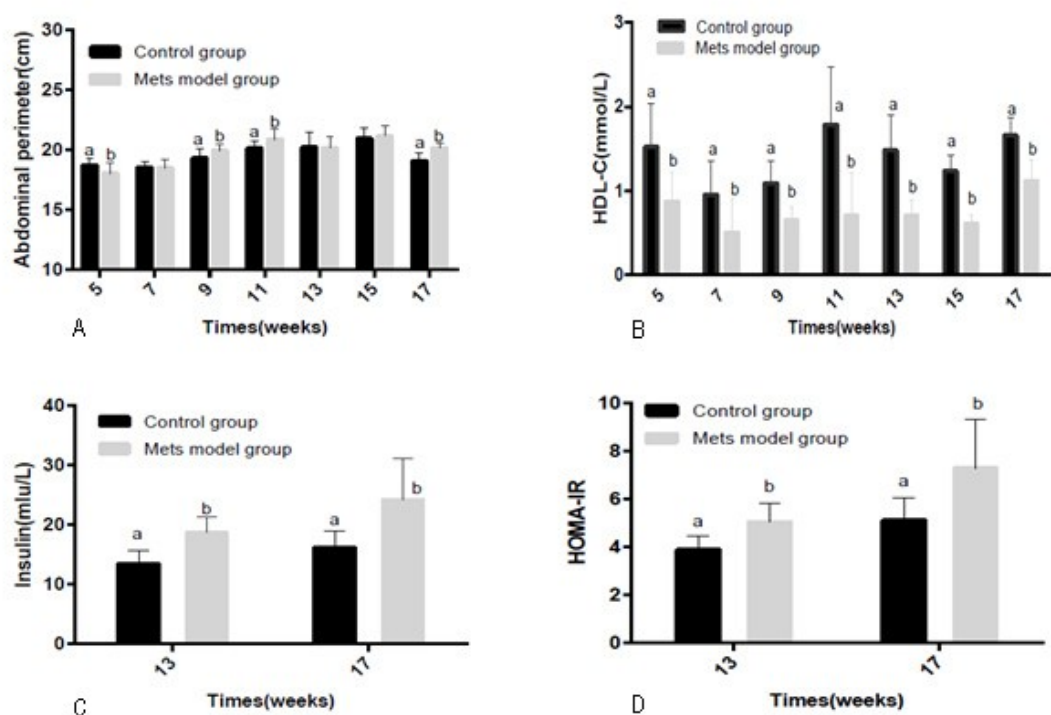 Abdominal perimeter(cm)
30
25
20
15
10
Control group
Mets model group
a b
a b
a b
a b
5 7 9 11 13 15 17
Times(weeks)
A
HDL-C(mmol/L)
3
2
1
0
Control group
Mets model group
a b
a b
a b
a b
a b
a b
a b
5 7 9 11 13 15 17
Times(weeks)
B
Insulin(mIu/L)
40
30
20
10
0
Control group
Mets model group
a b
a b
13 17
Times(weeks)
C
HOMA-IR
10
8
6
4
2
0
Control group
Mets model group
a b
a b
13 17
Times(weeks)
D